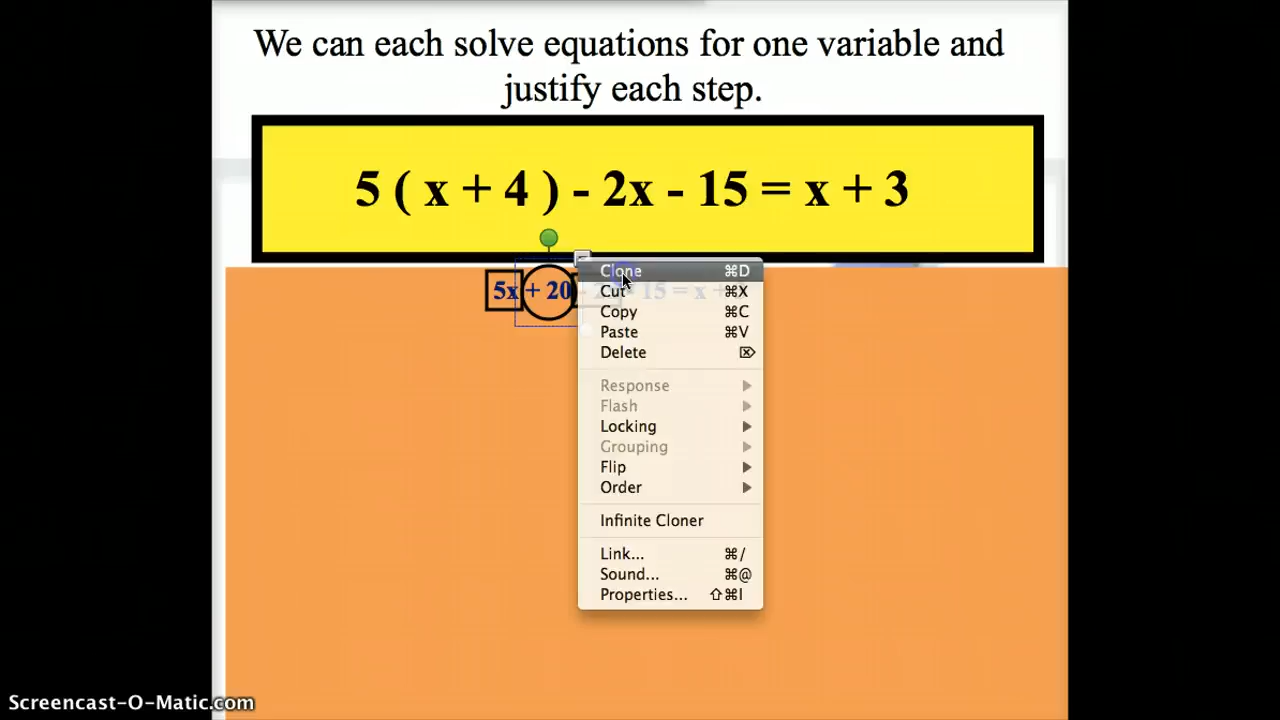 We can each solve equations for one variable and
justify each step.
5 ( x + 4 ) - 2x - 15 = x + 3
5x + 20 - 2x - 15 = x +
Clone ⌘D
Cut ⌘X
Copy ⌘C
Paste ⌘V
Delete ⌦
Response ▶
Flash ▶
Locking ▶
Grouping ▶
Flip ▶
Order ▶
Infinite Cloner
Link... ⌘/
Sound... ⌘@
Properties... ⇧⌘I
Screencast-O-Matic.com